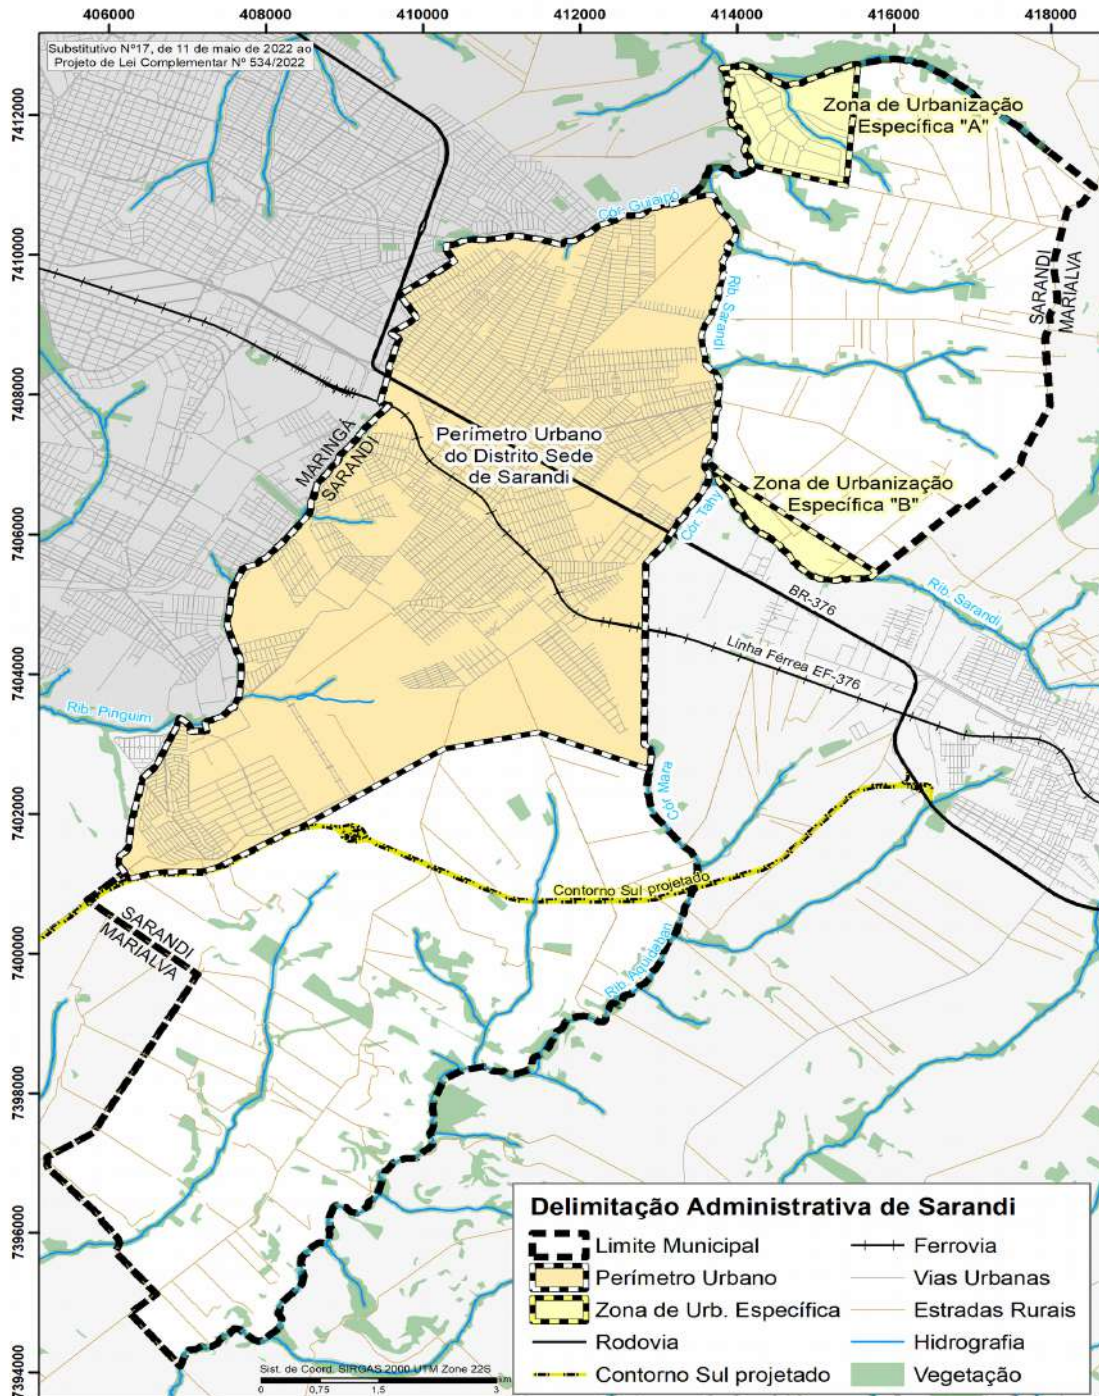 406000 408000 410000 412000 414000 416000 418000
Substitutivo Nº17, de 11 de maio de 2022 ao
Projeto de Lei Complementar Nº 534/2022
7412000
7410000
7408000
7406000
7404000
7402000
7400000
7398000
7396000
7394000
Zona de Urbanização
Específica "A"
Cór. Guiaipó
SARANDI
MARIALVA
Rib. Sarandi
MARINGÁ
SARANDI
Perímetro Urbano
do Distrito Sede
de Sarandi
Zona de Urbanização
Específica "B"
Cór. Tahy
BR-376
Rib. Sarandi
Linha Férrea EF-376
Rib. Pinguim
Cór Mara
Contorno Sul projetado
SARANDI
MARIALVA
Rib. Aquidaban
Delimitação Administrativa de Sarandi
Limite Municipal
Perímetro Urbano
Zona de Urb. Específica
Rodovia
Contorno Sul projetado
Ferrovia
Vias Urbanas
Estradas Rurais
Hidrografia
Vegetação
Sist. de Coord. SIRGAS 2000 UTM Zone 22S
0 0,75 1,5 3 km